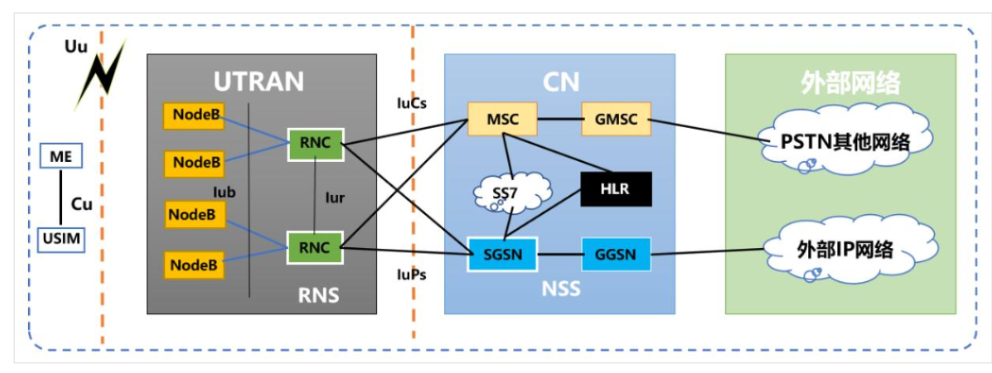 Uu
UTRAN
CN
外部网络
NodeB
IuCs
MSC
GMSC
RNC
PSTN其他网络
ME
NodeB
Cu
Iub
Iur
SS7
HLR
NodeB
USIM
RNC
SGSN
GGSN
外部IP网络
NodeB
IuPs
RNS
NSS